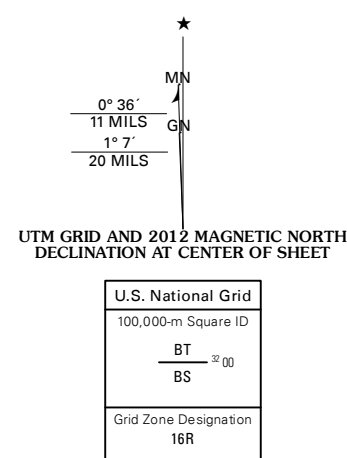 ★
MN
0° 36´
11 MILS
GN
1° 7´
20 MILS
UTM GRID AND 2012 MAGNETIC NORTH
DECLINATION AT CENTER OF SHEET
U.S. National Grid
100,000-m Square ID
BT
32 00
BS
Grid Zone Designation
16R